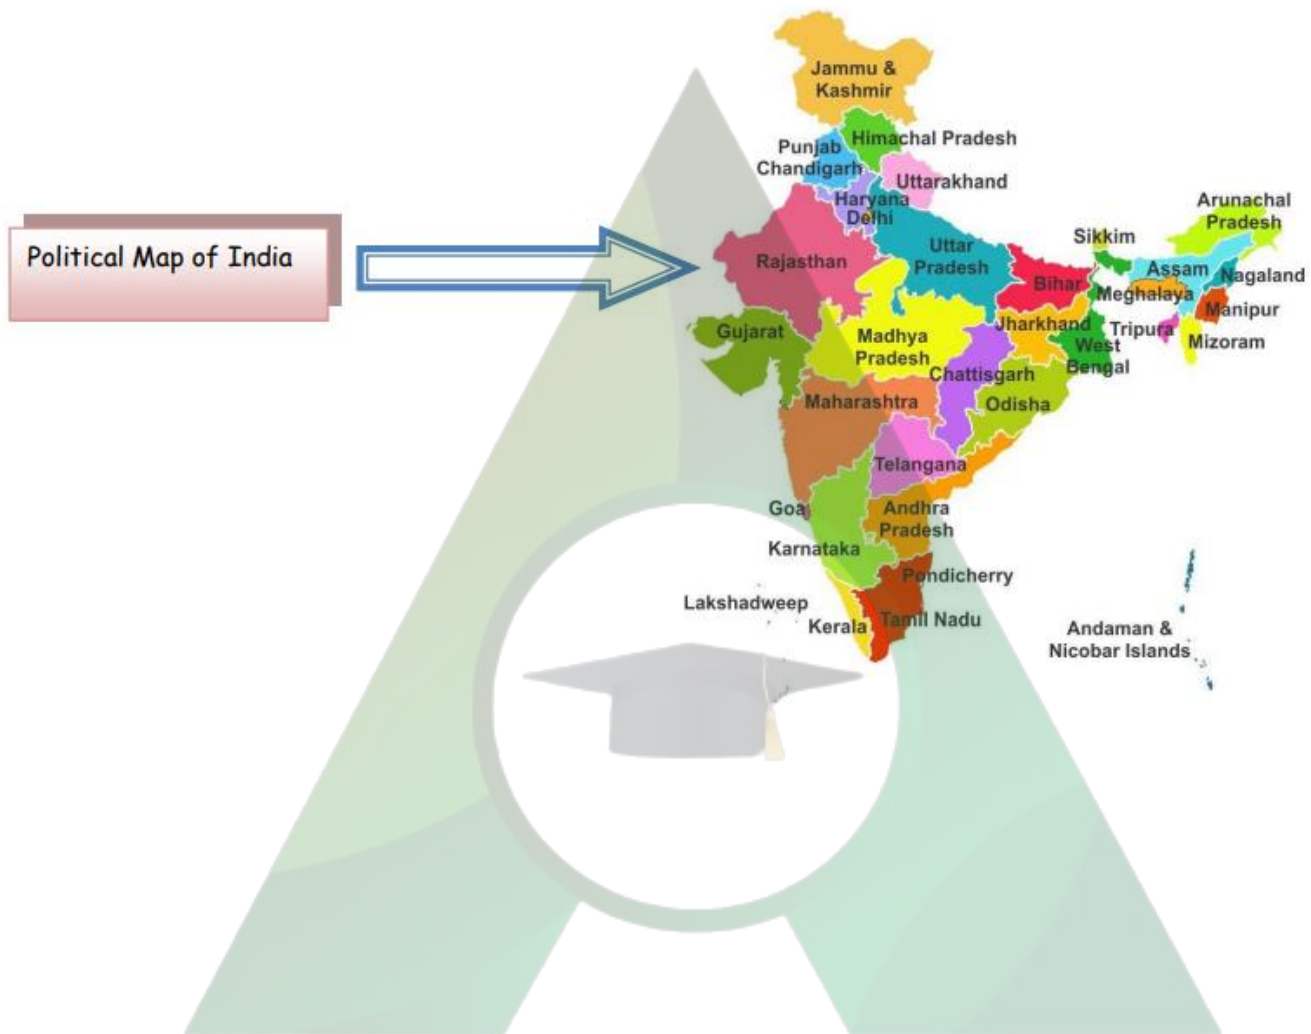 Political Map of India
Jammu &
Kashmir
Himachal Pradesh
Punjab
Chandigarh
Uttarakhand
Haryana
Delhi
Arunachal
Pradesh
Sikkim
Uttar
Pradesh
Rajasthan
Bihar
Assam
Nagaland
Meghalaya
Manipur
Jharkhand
Tripura
Mizoram
West
Bengal
Gujarat
Madhya
Pradesh
Chattisgarh
Maharashtra
Odisha
Telangana
Goa
Andhra
Pradesh
Karnataka
Pondicherry
Lakshadweep
Kerala
Tamil Nadu
Andaman &
Nicobar Islands